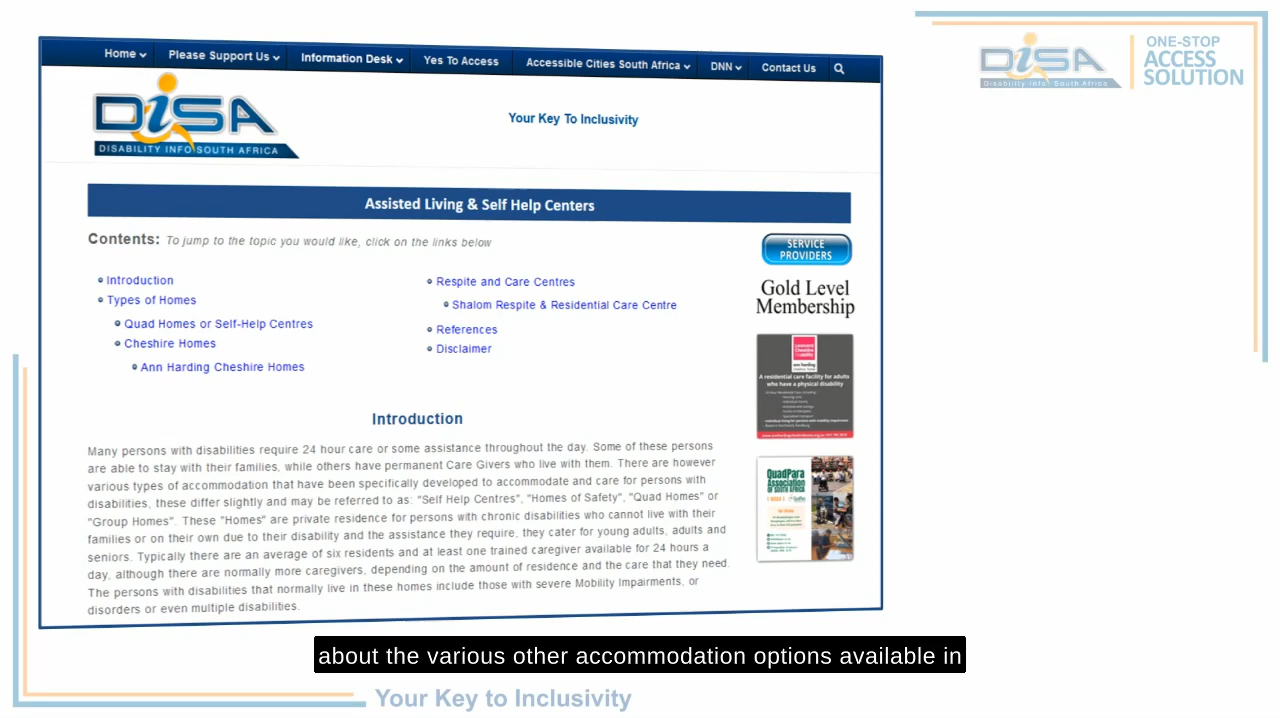 Home
Please Support Us
Information Desk
Yes To Access
Accessible Cities South Africa
DNN
Contact Us
DiSA
DISABILITY INFO SOUTH AFRICA
Your Key To Inclusivity
DiSA
Disability Info South Africa
ONE-STOP
ACCESS
SOLUTION
Assisted Living & Self Help Centers
Contents: To jump to the topic you would like, click on the links below
Introduction
Types of Homes
Quad Homes or Self-Help Centres
Cheshire Homes
Ann Harding Cheshire Homes
Respite and Care Centres
Shalom Respite & Residential Care Centre
References
Disclaimer
SERVICE
PROVIDERS
Gold Level
Membership
A residential care facility for adults
who have a physical disability
QuadPara
Association
of South Africa
Introduction
Many persons with disabilities require 24 hour care or some assistance throughout the day. Some of these persons
are able to stay with their families, while others have permanent Care Givers who live with them. There are however
various types of accommodation that have been specifically developed to accommodate and care for persons with
disabilities, these differ slightly and may be referred to as: "Self Help Centres", "Homes of Safety", "Quad Homes" or
"Group Homes". These "Homes" are private residence for persons with chronic disabilities who cannot live with their
families or on their own due to their disability and the assistance they require, they cater for young adults, adults and
seniors. Typically there are an average of six residents and at least one trained caregiver available for 24 hours a
day, although there are normally more caregivers, depending on the amount of residence and the care that they need.
The persons with disabilities that normally live in these homes include those with severe Mobility Impairments, or
disorders or even multiple disabilities.
about the various other accommodation options available in
Your Key to Inclusivity